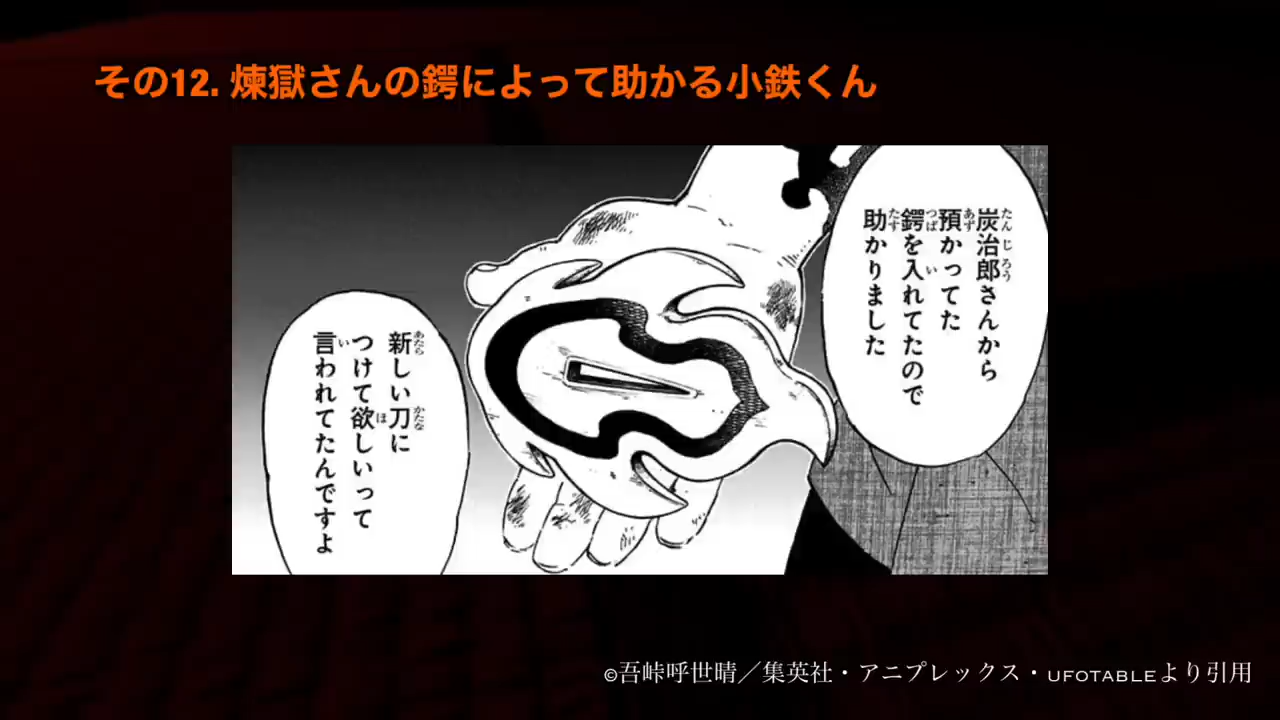 その12. 煉獄さんの鍔によって助かる小鉄くん
炭治郎さんから
預かってた
鍔を入れてたので
助かりました
新しい刀に
つけて欲しいって
言われてたんですよ
©吾峠呼世晴／集英社・アニプレックス・UFOTABLEより引用